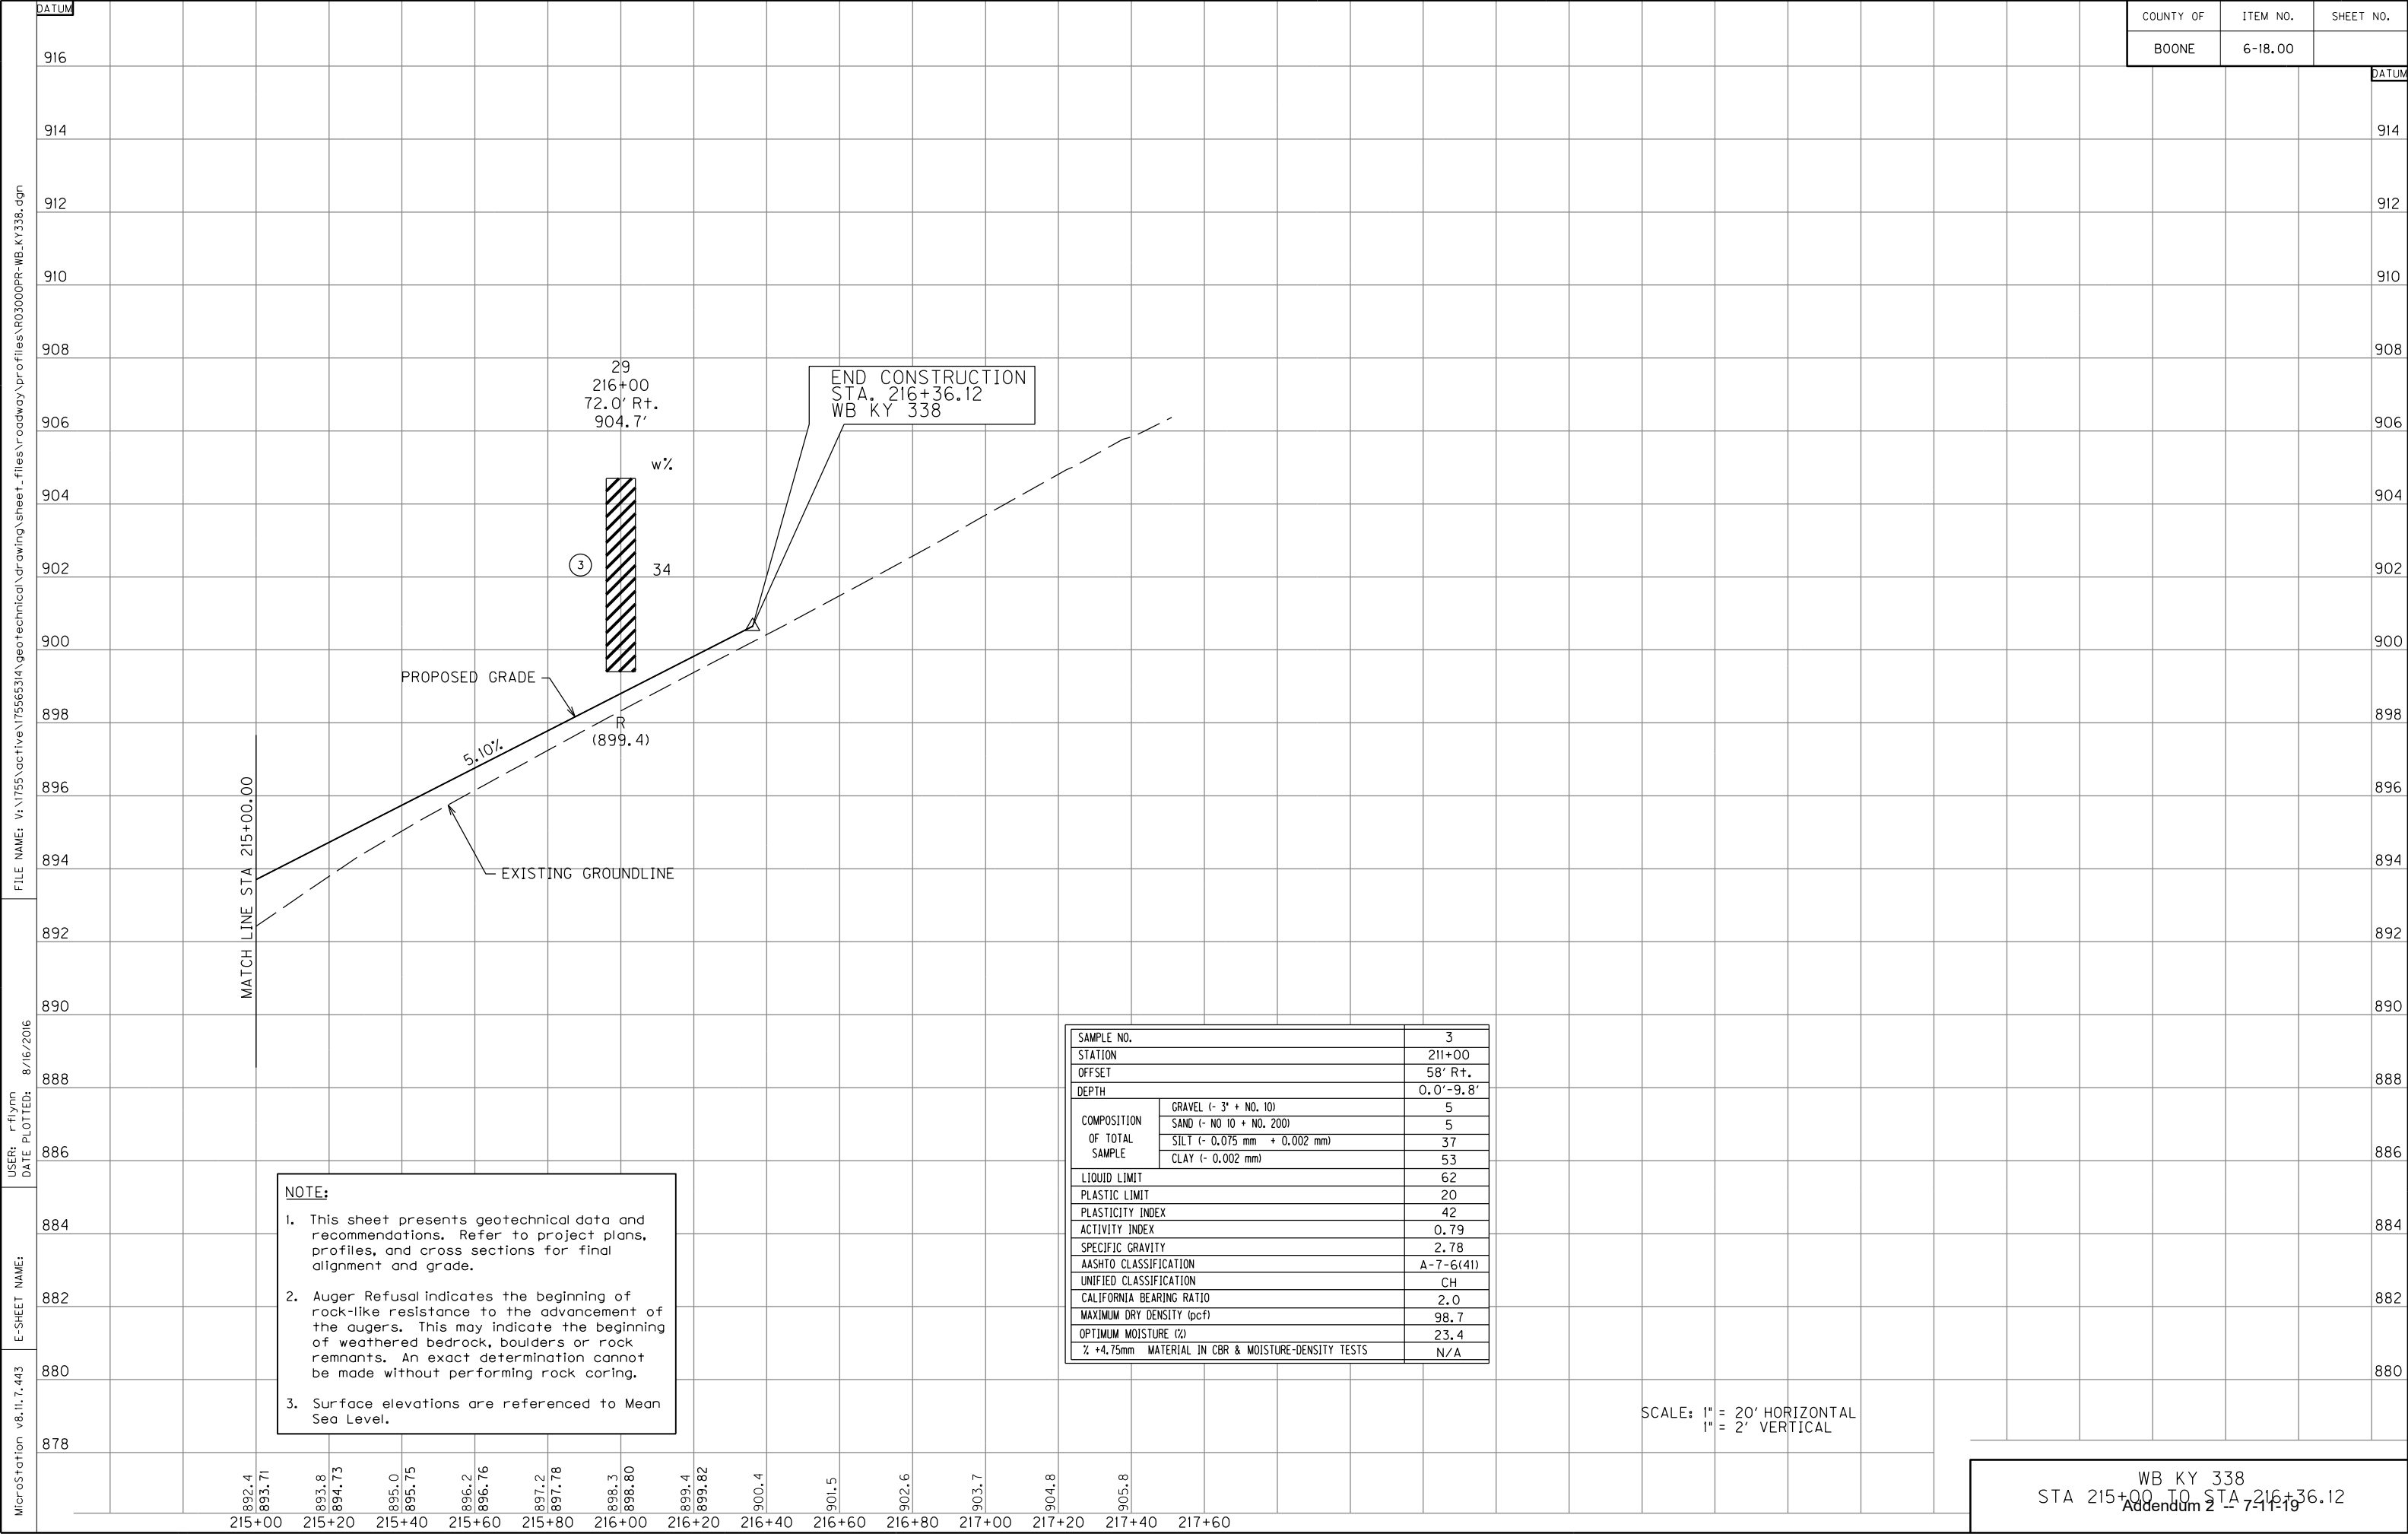 DATUM
COUNTY OF ITEM NO. SHEET NO.
BOONE 6-18.00
DATUM
916
914 914
912 912
910 910
908 908
906 906
904 904
902 902
900 900
898 898
896 896
894 894
892 892
890 890
888 888
886 886
884 884
882 882
880 880
878
FILE NAME: V:\1755\active\175565314\geotechnical\drawing\sheet_files\roadway\profiles\R03000PR-WB_KY338.dgn
USER: rflynn
DATE PLOTTED: 8/16/2016
E-SHEET NAME:
MicroStation v8.11.7.443
29
216+00
72.0' Rt.
904.7'
w%
3
34
R
(899.4)
END CONSTRUCTION
STA. 216+36.12
WB KY 338
PROPOSED GRADE
5.10%
EXISTING GROUNDLINE
MATCH LINE STA 215+00.00
SAMPLE NO. 3
STATION 211+00
OFFSET 58' Rt.
DEPTH 0.0'-9.8'
COMPOSITION
OF TOTAL
SAMPLE
GRAVEL (- 3" + NO. 10) 5
SAND (- NO 10 + NO. 200) 5
SILT (- 0.075 mm + 0.002 mm) 37
CLAY (- 0.002 mm) 53
LIQUID LIMIT 62
PLASTIC LIMIT 20
PLASTICITY INDEX 42
ACTIVITY INDEX 0.79
SPECIFIC GRAVITY 2.78
AASHTO CLASSIFICATION A-7-6(41)
UNIFIED CLASSIFICATION CH
CALIFORNIA BEARING RATIO 2.0
MAXIMUM DRY DENSITY (pcf) 98.7
OPTIMUM MOISTURE (%) 23.4
% +4.75mm MATERIAL IN CBR & MOISTURE-DENSITY TESTS N/A
NOTE:
1. This sheet presents geotechnical data and
recommendations. Refer to project plans,
profiles, and cross sections for final
alignment and grade.
2. Auger Refusal indicates the beginning of
rock-like resistance to the advancement of
the augers. This may indicate the beginning
of weathered bedrock, boulders or rock
remnants. An exact determination cannot
be made without performing rock coring.
3. Surface elevations are referenced to Mean
Sea Level.
SCALE: 1" = 20' HORIZONTAL
1" = 2' VERTICAL
892.4
893.71
893.8
894.73
895.0
895.75
896.2
896.76
897.2
897.78
898.3
898.80
899.4
899.82
900.4
901.5
902.6
903.7
904.8
905.8
215+00 215+20 215+40 215+60 215+80 216+00 216+20 216+40 216+60 216+80 217+00 217+20 217+40 217+60
WB KY 338
STA 215+00 TO STA 216+36.12
Addendum 2 -- 7-11-19